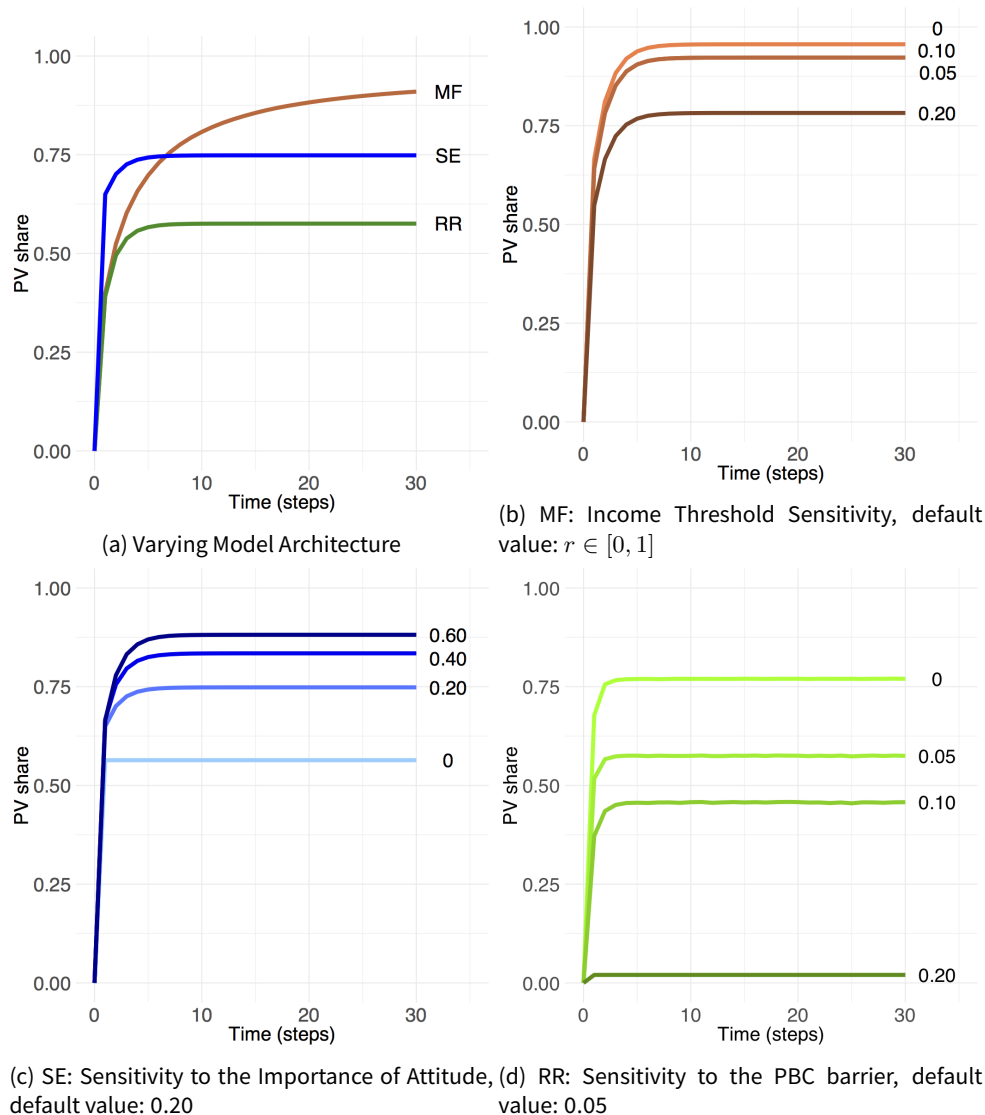 1.00
0.75
0.50
0.25
0.00
PV share
MF
SE
RR
0 10 20 30
Time (steps)
(a) Varying Model Architecture
1.00
0.75
0.50
0.25
0.00
PV share
0
0.10
0.05
0.20
0 10 20 30
Time (steps)
(b) MF: Income Threshold Sensitivity, default
value: r ∈ [0, 1]
1.00
0.75
0.50
0.25
0.00
PV share
0.60
0.40
0.20
0
0 10 20 30
Time (steps)
(c) SE: Sensitivity to the Importance of Attitude,
default value: 0.20
1.00
0.75
0.50
0.25
0.00
PV share
0
0.05
0.10
0.20
0 10 20 30
Time (steps)
(d) RR: Sensitivity to the PBC barrier, default
value: 0.05